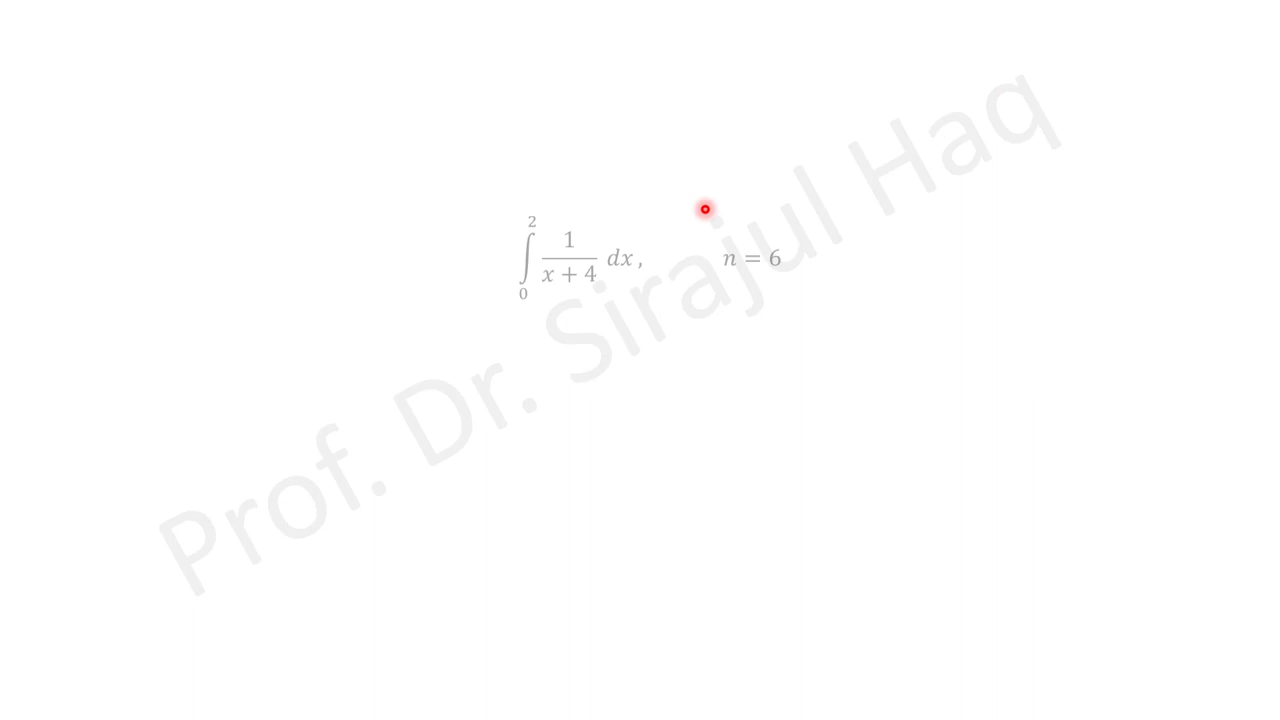 ∫₀² 1/(x + 4) dx, n = 6
Prof. Dr. Sirajul Haq